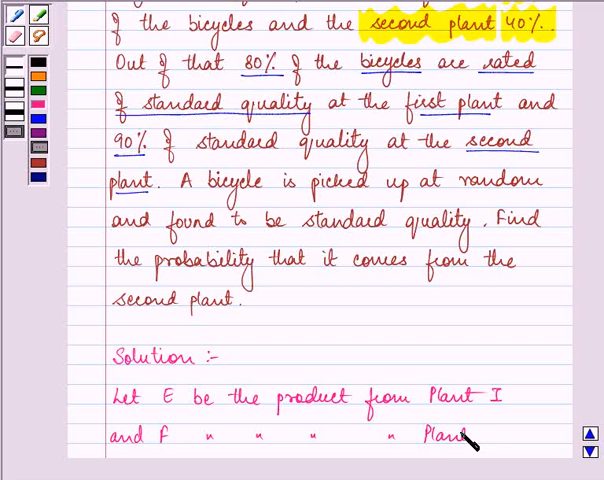 of the bicycles and the second plant 40%.
Out of that 80% of the bicycles are rated
of standard quality at the first plant and
90% of standard quality at the second
plant. A bicycle is picked up at random
and found to be standard quality. Find
the probability that it comes from the
second plant.
Solution :-
Let E be the product from Plant I
and F " " " " Plant